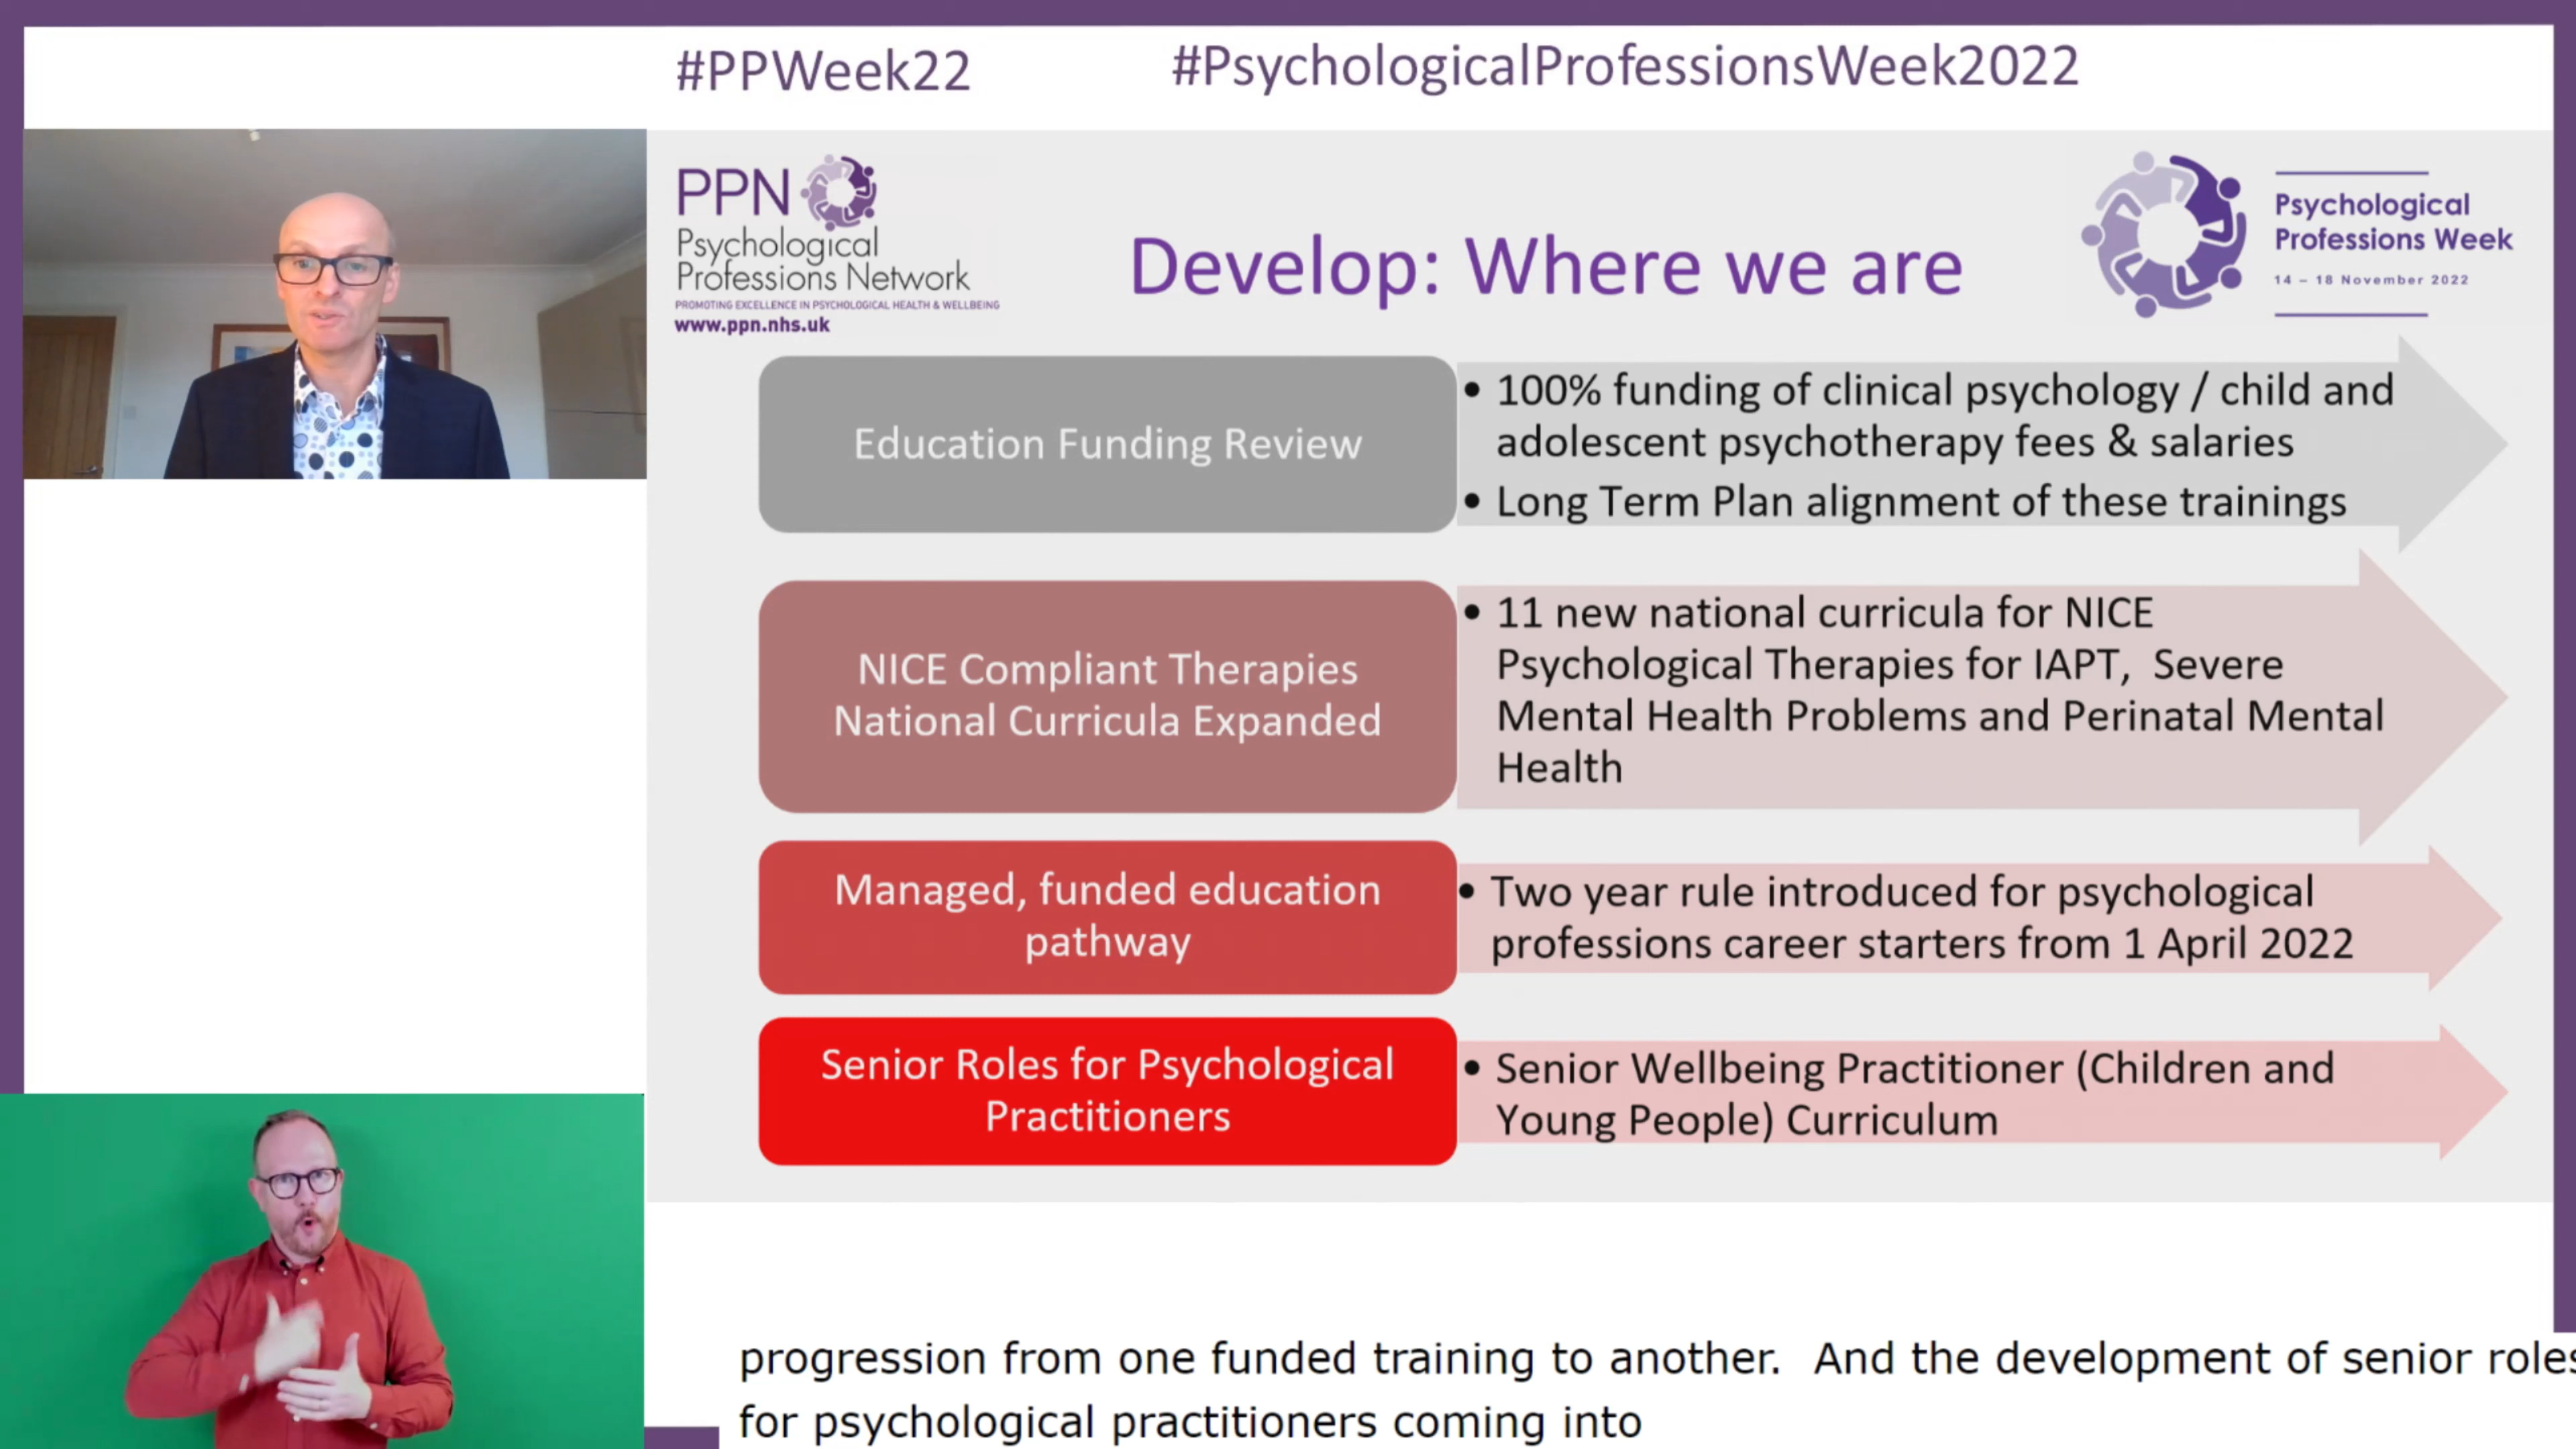 #PPWeek22
#PsychologicalProfessionsWeek2022
PPN
Psychological
Professions Network
PROMOTING EXCELLENCE IN PSYCHOLOGICAL HEALTH & WELLBEING
www.ppn.nhs.uk
Develop: Where we are
Psychological
Professions Week
14 – 18 November 2022
Education Funding Review
• 100% funding of clinical psychology / child and
adolescent psychotherapy fees & salaries
• Long Term Plan alignment of these trainings
NICE Compliant Therapies
National Curricula Expanded
• 11 new national curricula for NICE
Psychological Therapies for IAPT, Severe
Mental Health Problems and Perinatal Mental
Health
Managed, funded education
pathway
• Two year rule introduced for psychological
professions career starters from 1 April 2022
Senior Roles for Psychological
Practitioners
• Senior Wellbeing Practitioner (Children and
Young People) Curriculum
progression from one funded training to another. And the development of senior roles
for psychological practitioners coming into